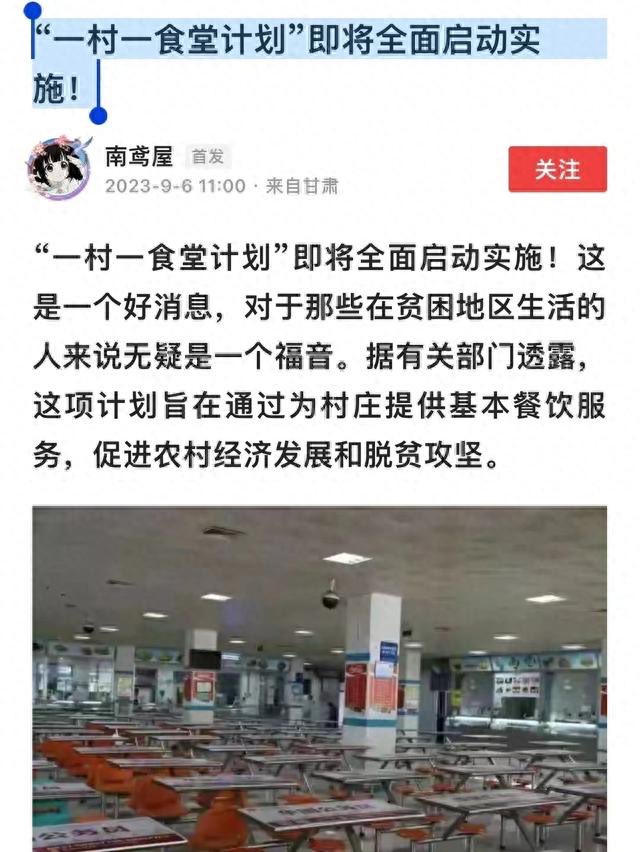 “一村一食堂计划”即将全面启动实
施！
南鸢屋 首发
关注
2023-9-6 11:00 · 来自甘肃
“一村一食堂计划”即将全面启动实施！这
是一个好消息，对于那些在贫困地区生活的
人来说无疑是一个福音。据有关部门透露，
这项计划旨在通过为村庄提供基本餐饮服
务，促进农村经济发展和脱贫攻坚。
公务员